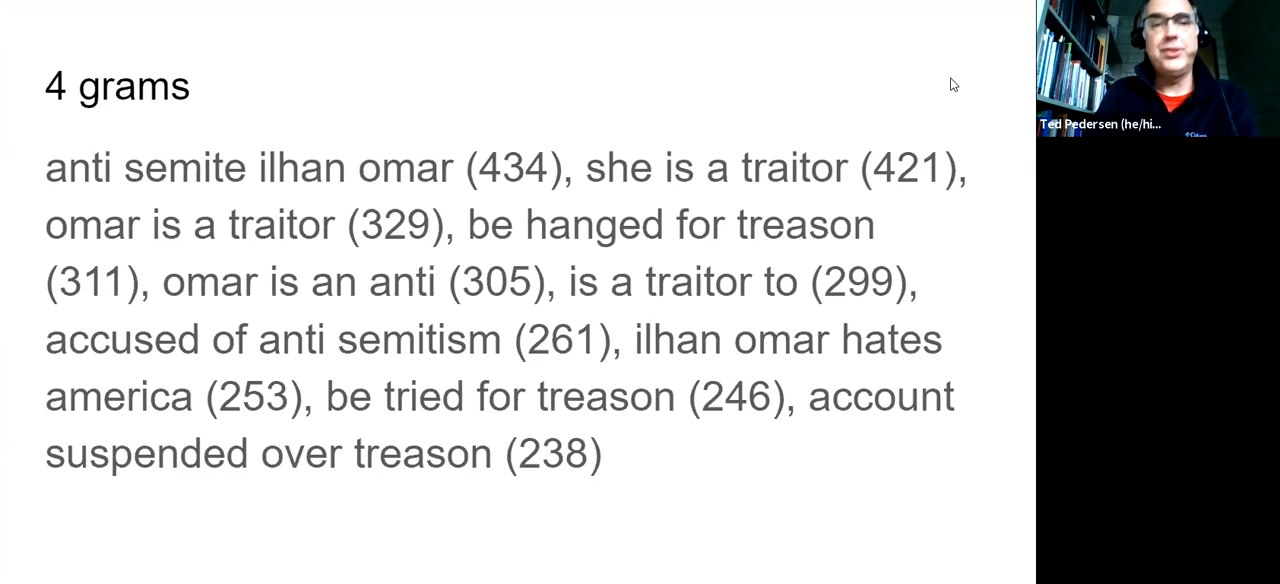 4 grams
anti semite ilhan omar (434), she is a traitor (421),
omar is a traitor (329), be hanged for treason
(311), omar is an anti (305), is a traitor to (299),
accused of anti semitism (261), ilhan omar hates
america (253), be tried for treason (246), account
suspended over treason (238)
Ted Pedersen (he/hi...